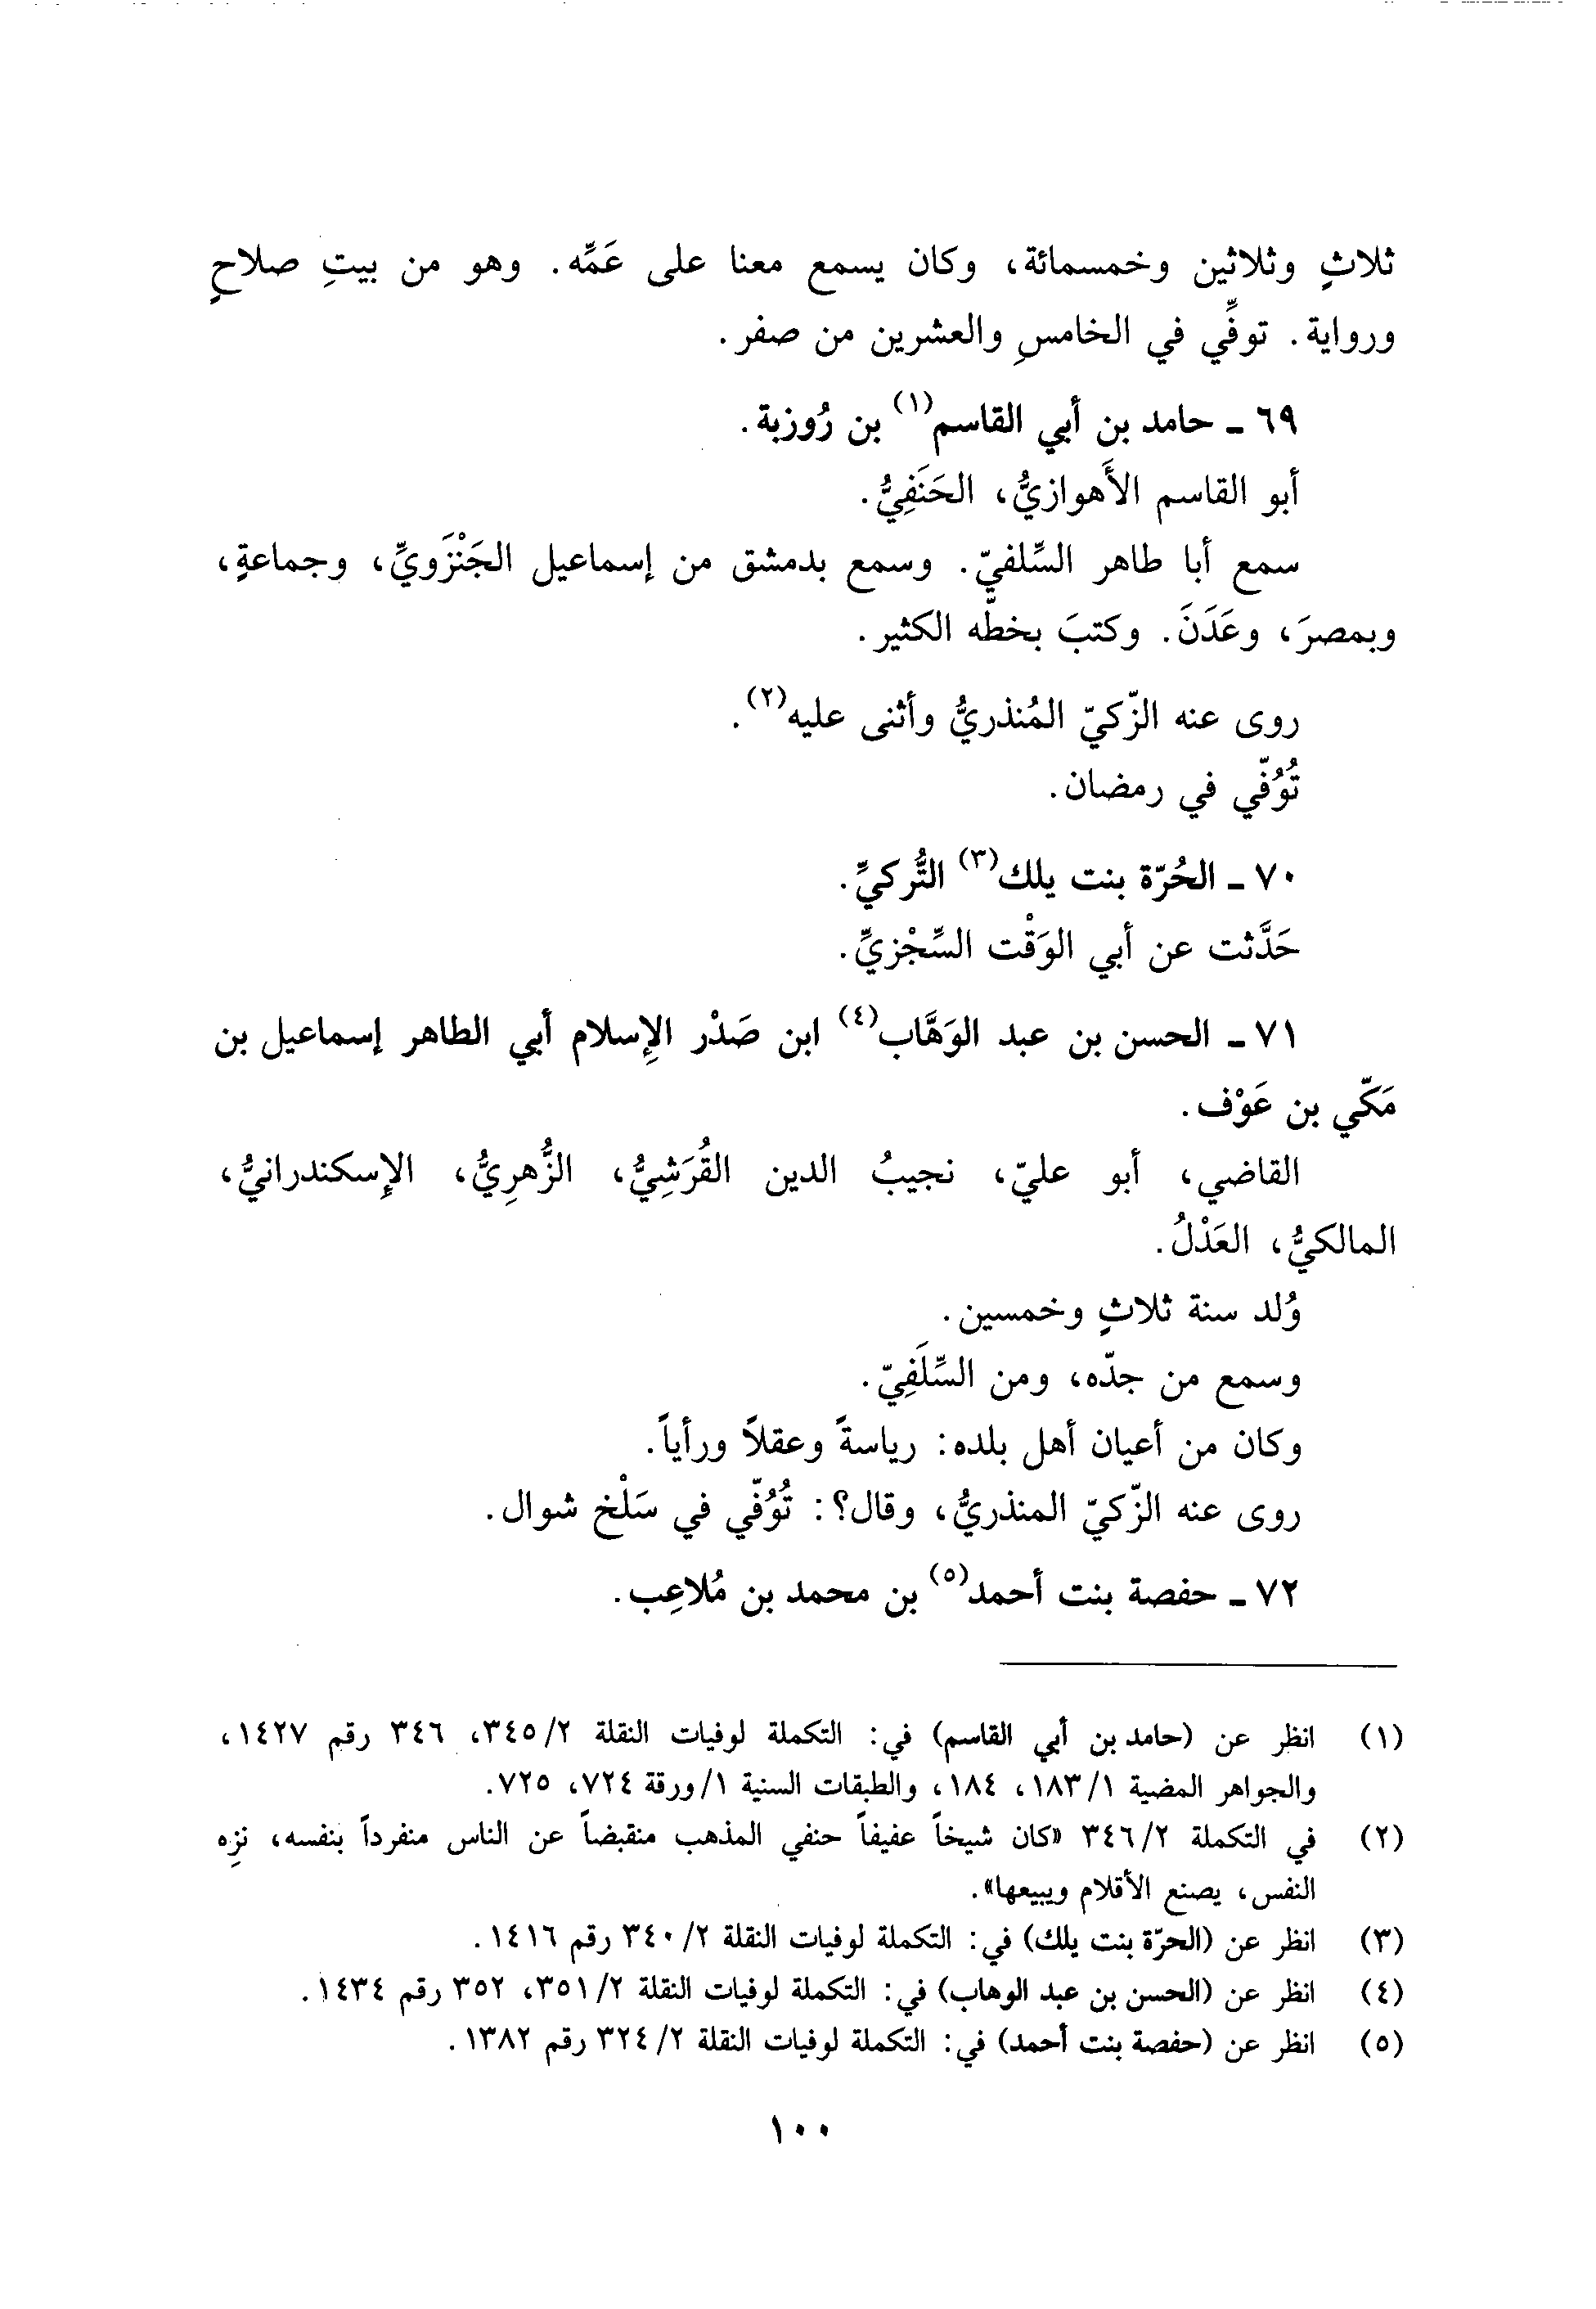 ثلاثٍ وثلاثين وخمسمائة، وكان يسمع معنا على عَمِّه. وهو من بيتِ صلاحٍ
ورواية. توفِّي في الخامسِ والعشرين من صفر.
٦٩ ـ حامد بن أبي القاسم(١) بن رُوزبة.
أبو القاسم الأَهوازيُّ، الحَنَفِيُّ.
سمع أبا طاهر السِّلفيّ. وسمع بدمشق من إسماعيل الجَنْزَويِّ، وجماعةٍ،
وبمصرَ، وعَدَنَ. وكتبَ بخطّه الكثير.
روى عنه الزّكيّ المُنذريُّ وأثنى عليه(٢).
تُوُفّي في رمضان.
٧٠ ـ الحُرّة بنت يلك(٣) التُّركيِّ.
حَدَّثت عن أبي الوَقْت السِّجْزيِّ.
٧١ ـ الحسن بن عبد الوَهَّاب(٤) ابن صَدْر الإِسلام أبي الطاهر إسماعيل بن
مَكّي بن عَوْف.
القاضي، أبو عليّ، نجيبُ الدين القُرَشِيُّ، الزُّهرِيُّ، الإِسكندرانيُّ،
المالكيُّ، العَدْلُ.
وُلد سنة ثلاثٍ وخمسين.
وسمع من جدّه، ومن السِّلَفِيّ.
وكان من أعيان أهل بلده: رياسةً وعقلاً ورأياً.
روى عنه الزّكيّ المنذريُّ، وقال؟: تُوُفّي في سَلْخ شوال.
٧٢ ـ حفصة بنت أحمد(٥) بن محمد بن مُلاعِب.
(١) انظر عن (حامد بن أبي القاسم) في: التكملة لوفيات النقلة ٢/ ٣٤٥، ٣٤٦ رقم ١٤٢٧،
والجواهر المضية ١/ ١٨٣، ١٨٤، والطبقات السنية ١/ ورقة ٧٢٤، ٧٢٥.
(٢) في التكملة ٢/ ٣٤٦ «كان شيخاً عفيفاً حنفي المذهب منقبضاً عن الناس منفرداً بنفسه، نزِه
النفس، يصنع الأقلام ويبيعها».
(٣) انظر عن (الحرّة بنت يلك) في: التكملة لوفيات النقلة ٢/ ٣٤٠ رقم ١٤١٦.
(٤) انظر عن (الحسن بن عبد الوهاب) في: التكملة لوفيات النقلة ٢/ ٣٥١، ٣٥٢ رقم ١٤٣٤.
(٥) انظر عن (حفصة بنت أحمد) في: التكملة لوفيات النقلة ٢/ ٣٢٤ رقم ١٣٨٢.
١٠٠